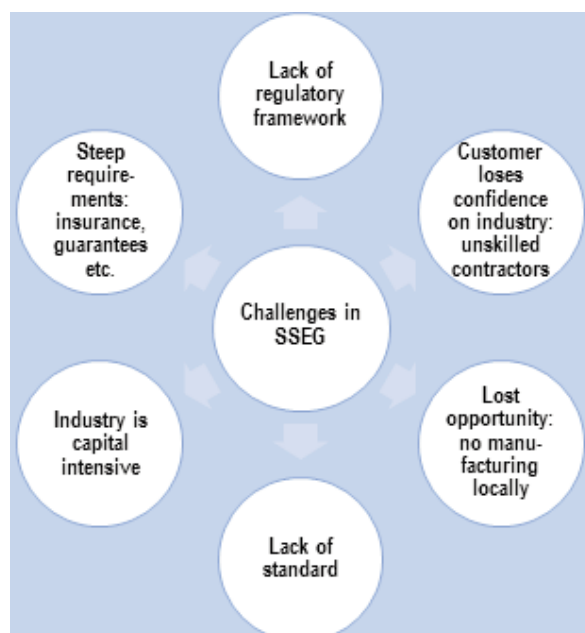 Lack of
regulatory
framework
Steep
require-
ments:
insurance,
guarantees
etc.
Customer
loses
confidence
on industry:
unskilled
contractors
Challenges in
SSEG
Industry is
capital
intensive
Lost
opportunity:
no manu-
facturing
locally
Lack of
standard